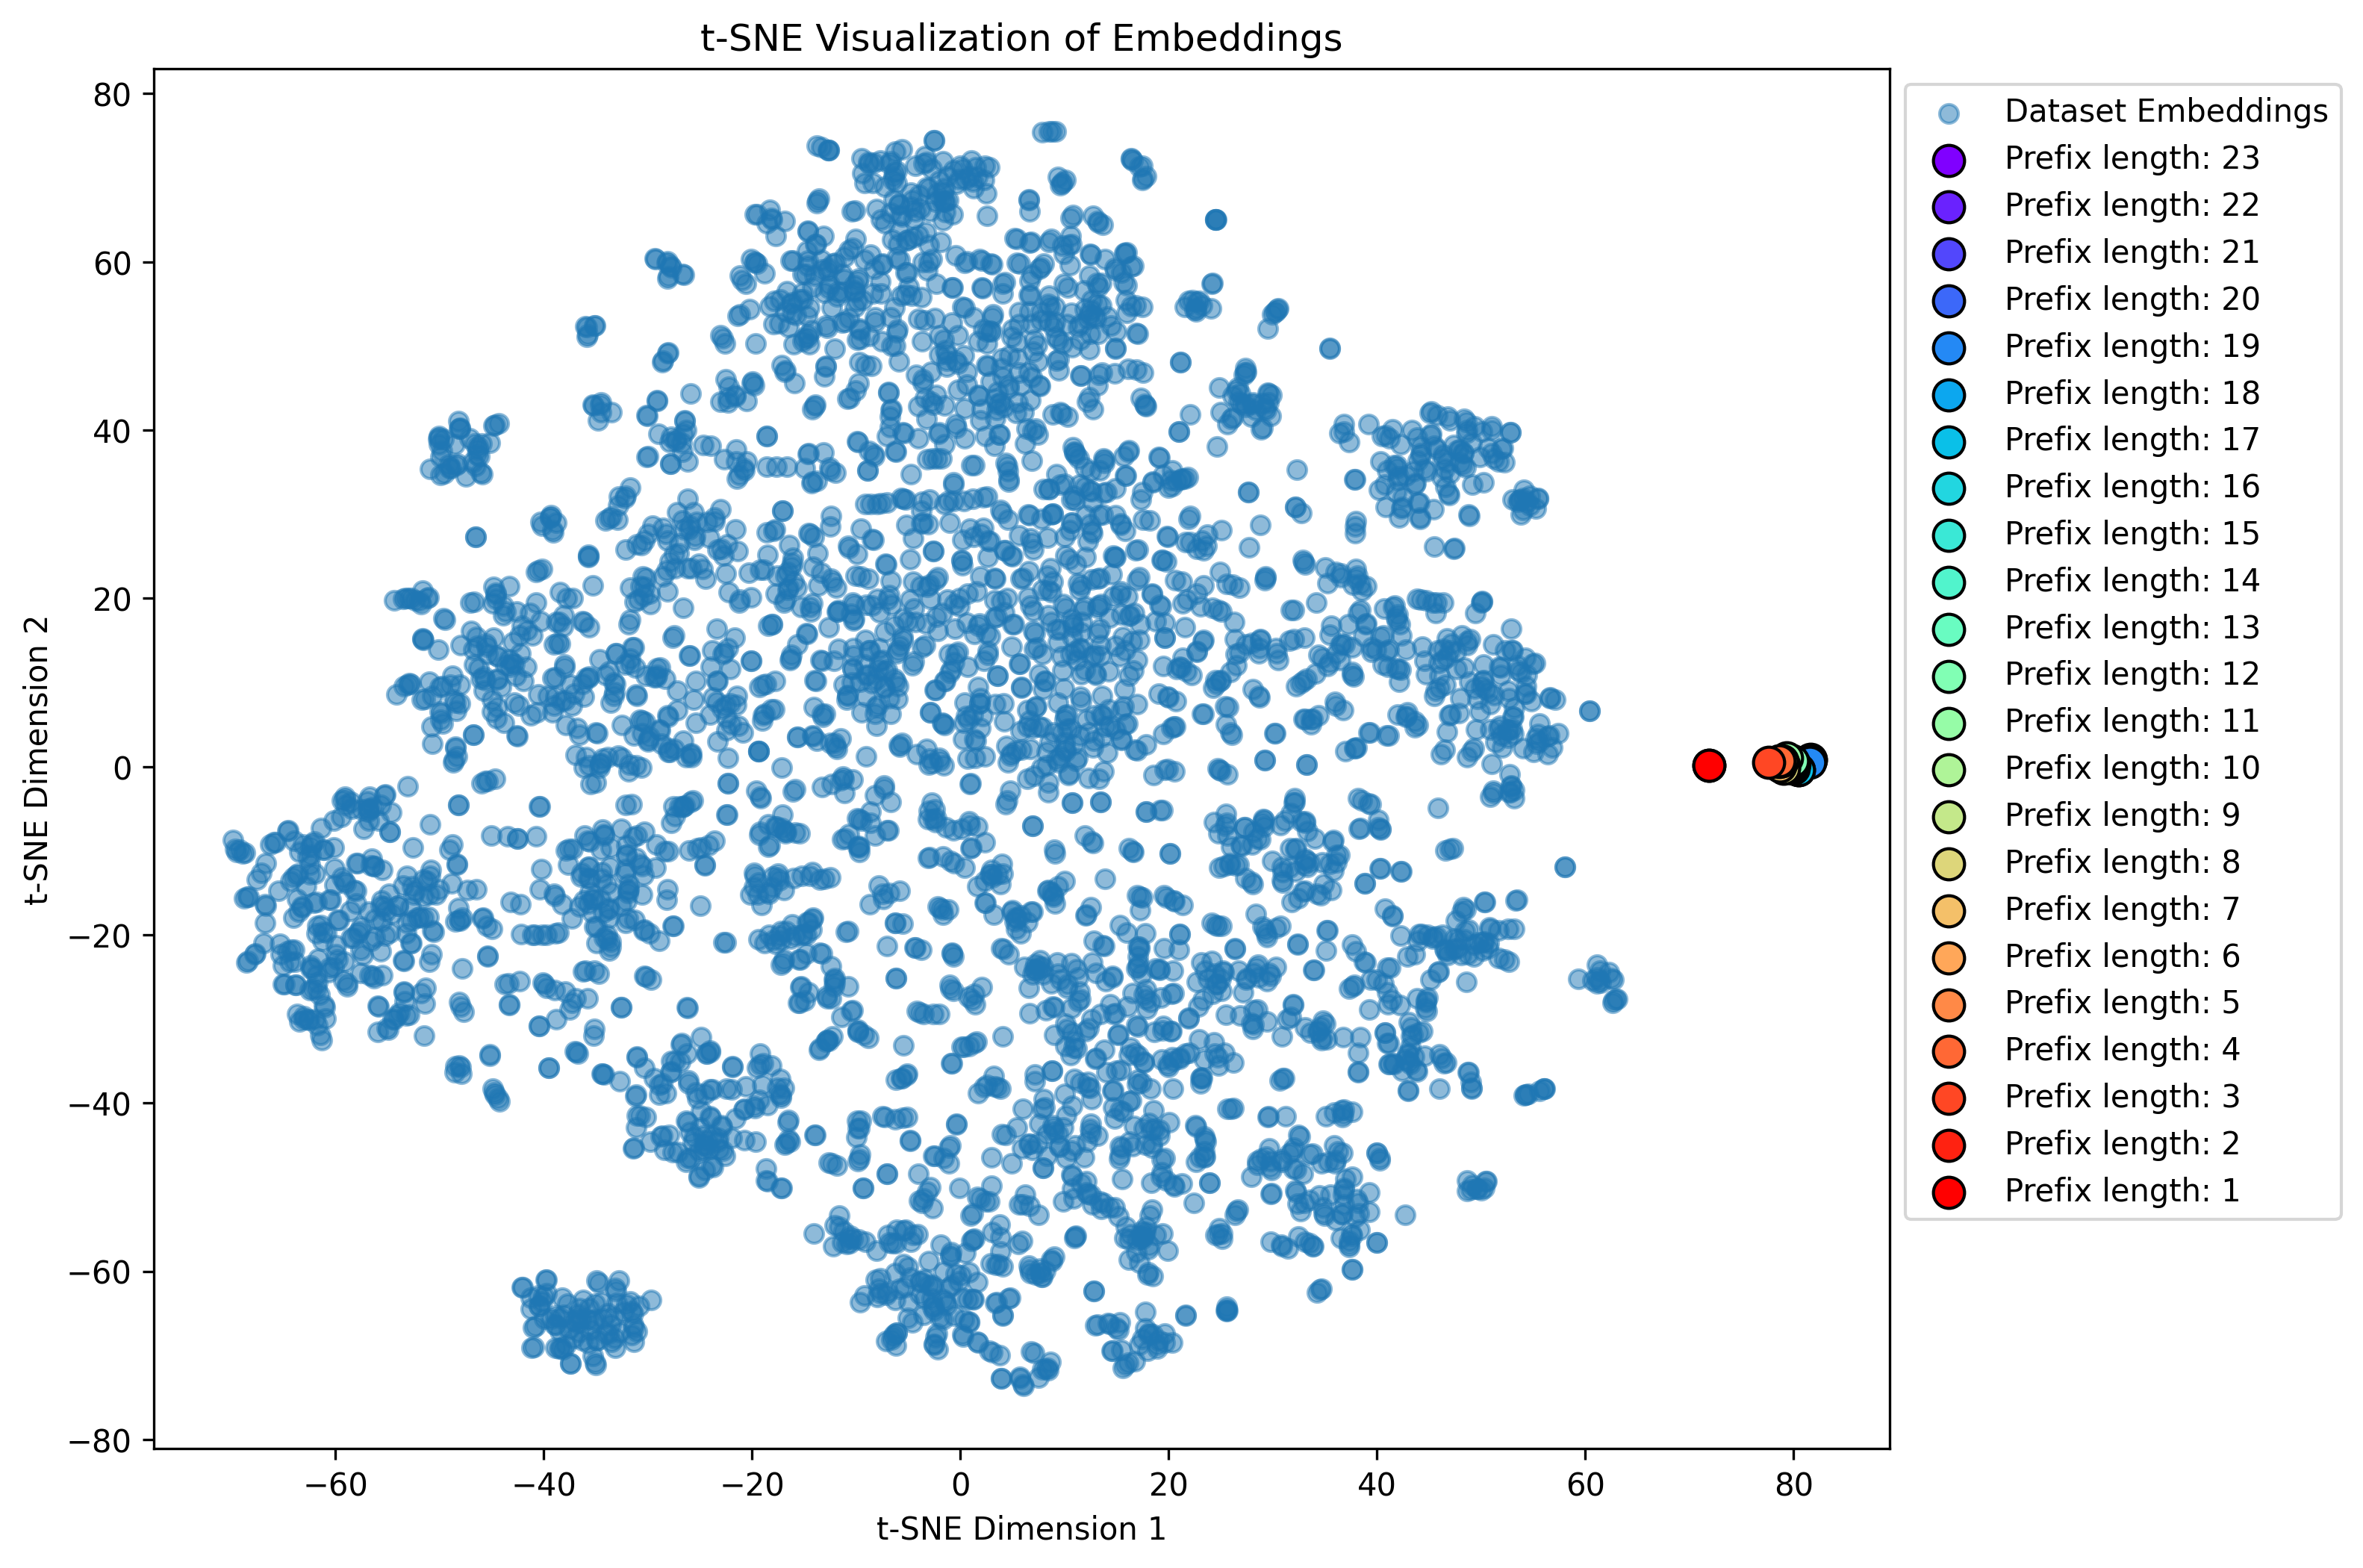 t-SNE Visualization of Embeddings
80
60
40
20
0
−20
−40
−60
−80
t-SNE Dimension 2
−60
−40
−20
0
20
40
60
80
t-SNE Dimension 1
Dataset Embeddings
Prefix length: 23
Prefix length: 22
Prefix length: 21
Prefix length: 20
Prefix length: 19
Prefix length: 18
Prefix length: 17
Prefix length: 16
Prefix length: 15
Prefix length: 14
Prefix length: 13
Prefix length: 12
Prefix length: 11
Prefix length: 10
Prefix length: 9
Prefix length: 8
Prefix length: 7
Prefix length: 6
Prefix length: 5
Prefix length: 4
Prefix length: 3
Prefix length: 2
Prefix length: 1